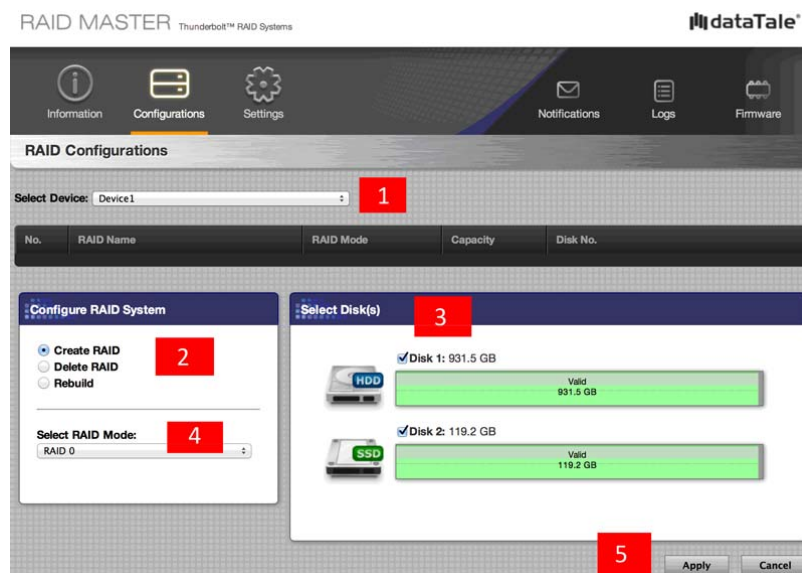 RAID MASTER Thunderbolt™ RAID Systems
dataTale®
Information Configurations Settings Notifications Logs Firmware
RAID Configurations
Select Device: Device1 1
No. RAID Name RAID Mode Capacity Disk No.
Configure RAID System
Create RAID
Delete RAID
Rebuild
2
Select RAID Mode:
RAID 0
4
Select Disk(s)
3
Disk 1: 931.5 GB
HDD
Valid
931.5 GB
Disk 2: 119.2 GB
SSD
Valid
119.2 GB
5
Apply Cancel